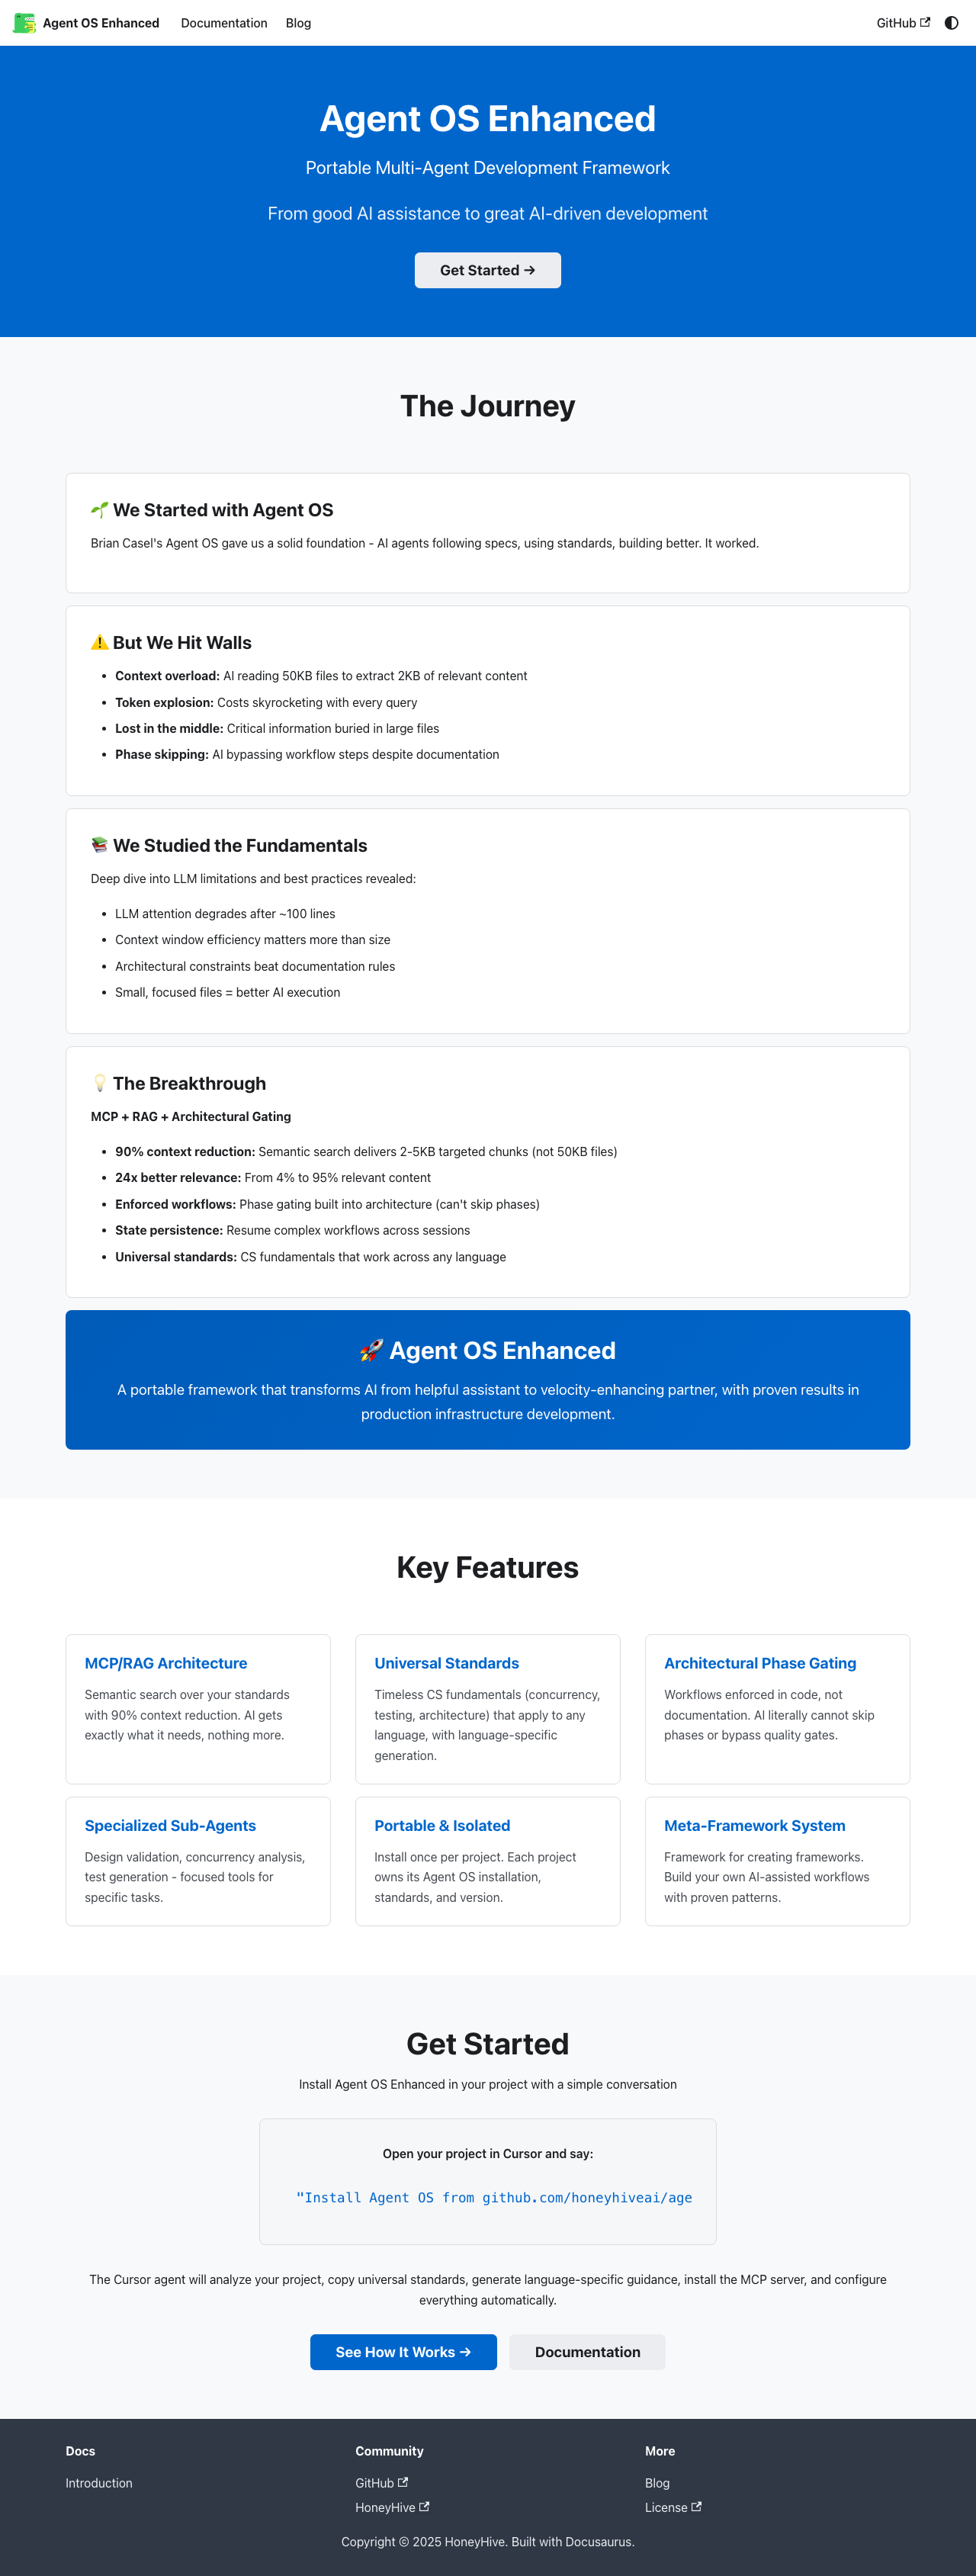 Agent OS Enhanced
Documentation
Blog
GitHub
Agent OS Enhanced
Portable Multi-Agent Development Framework
From good AI assistance to great AI-driven development
Get Started →
The Journey
🌱 We Started with Agent OS
Brian Casel's Agent OS gave us a solid foundation - AI agents following specs, using standards, building better. It worked.
⚠️ But We Hit Walls
• Context overload: AI reading 50KB files to extract 2KB of relevant content
• Token explosion: Costs skyrocketing with every query
• Lost in the middle: Critical information buried in large files
• Phase skipping: AI bypassing workflow steps despite documentation
📚 We Studied the Fundamentals
Deep dive into LLM limitations and best practices revealed:
• LLM attention degrades after ~100 lines
• Context window efficiency matters more than size
• Architectural constraints beat documentation rules
• Small, focused files = better AI execution
💡 The Breakthrough
MCP + RAG + Architectural Gating
• 90% context reduction: Semantic search delivers 2-5KB targeted chunks (not 50KB files)
• 24x better relevance: From 4% to 95% relevant content
• Enforced workflows: Phase gating built into architecture (can't skip phases)
• State persistence: Resume complex workflows across sessions
• Universal standards: CS fundamentals that work across any language
🚀 Agent OS Enhanced
A portable framework that transforms AI from helpful assistant to velocity-enhancing partner, with proven results in
production infrastructure development.
Key Features
MCP/RAG Architecture
Semantic search over your standards
with 90% context reduction. AI gets
exactly what it needs, nothing more.
Universal Standards
Timeless CS fundamentals (concurrency,
testing, architecture) that apply to any
language, with language-specific
generation.
Architectural Phase Gating
Workflows enforced in code, not
documentation. AI literally cannot skip
phases or bypass quality gates.
Specialized Sub-Agents
Design validation, concurrency analysis,
test generation - focused tools for
specific tasks.
Portable & Isolated
Install once per project. Each project
owns its Agent OS installation,
standards, and version.
Meta-Framework System
Framework for creating frameworks.
Build your own AI-assisted workflows
with proven patterns.
Get Started
Install Agent OS Enhanced in your project with a simple conversation
Open your project in Cursor and say:
"Install Agent OS from github.com/honeyhiveai/age
The Cursor agent will analyze your project, copy universal standards, generate language-specific guidance, install the MCP server, and configure
everything automatically.
See How It Works →
Documentation
Docs
Introduction
Community
GitHub
HoneyHive
More
Blog
License
Copyright © 2025 HoneyHive. Built with Docusaurus.